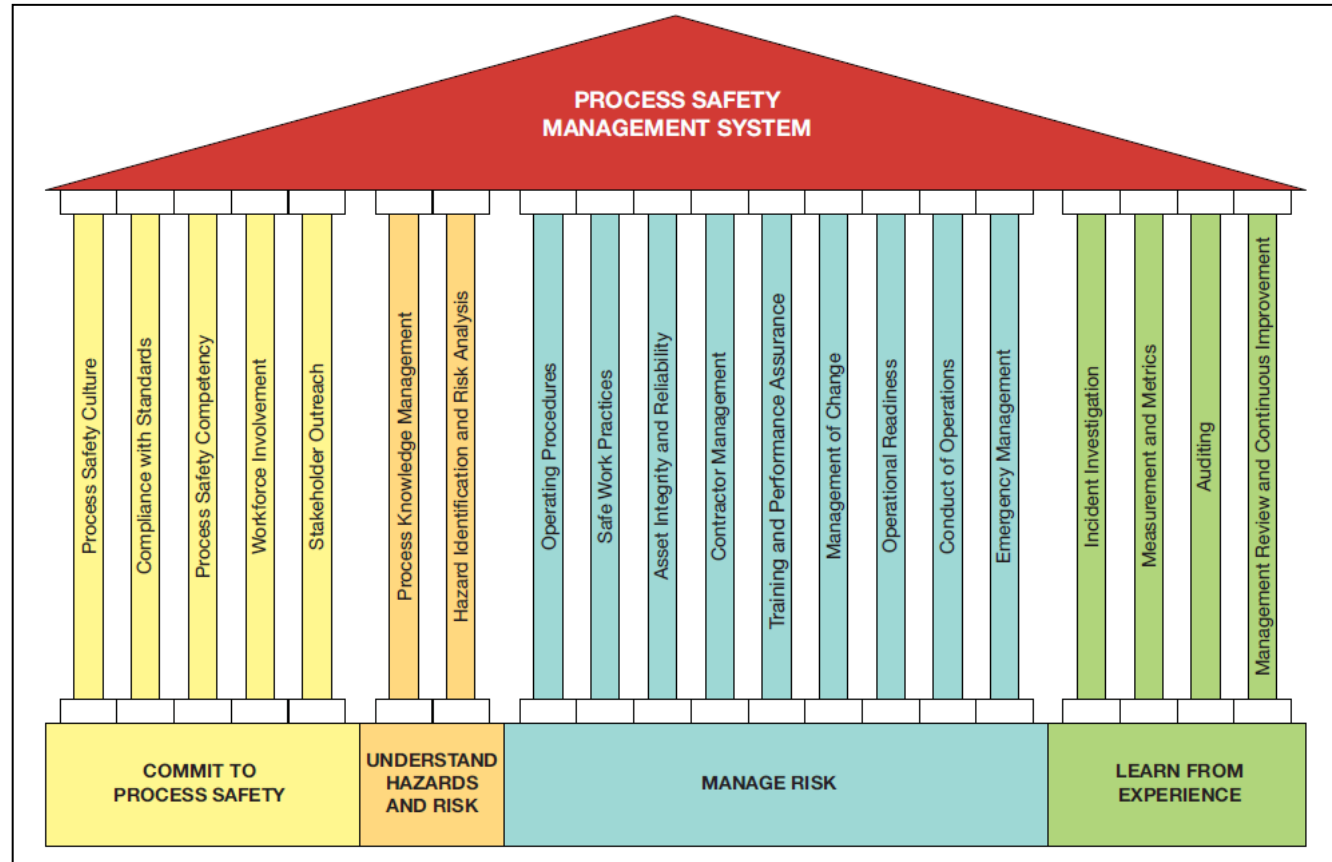 PROCESS SAFETY
MANAGEMENT SYSTEM
Process Safety Culture
Compliance with Standards
Process Safety Competency
Workforce Involvement
Stakeholder Outreach
Process Knowledge Management
Hazard Identification and Risk Analysis
Operating Procedures
Safe Work Practices
Asset Integrity and Reliability
Contractor Management
Training and Performance Assurance
Management of Change
Operational Readiness
Conduct of Operations
Emergency Management
Incident Investigation
Measurement and Metrics
Auditing
Management Review and Continuous Improvement
COMMIT TO
PROCESS SAFETY
UNDERSTAND
HAZARDS
AND RISK
MANAGE RISK
LEARN FROM
EXPERIENCE